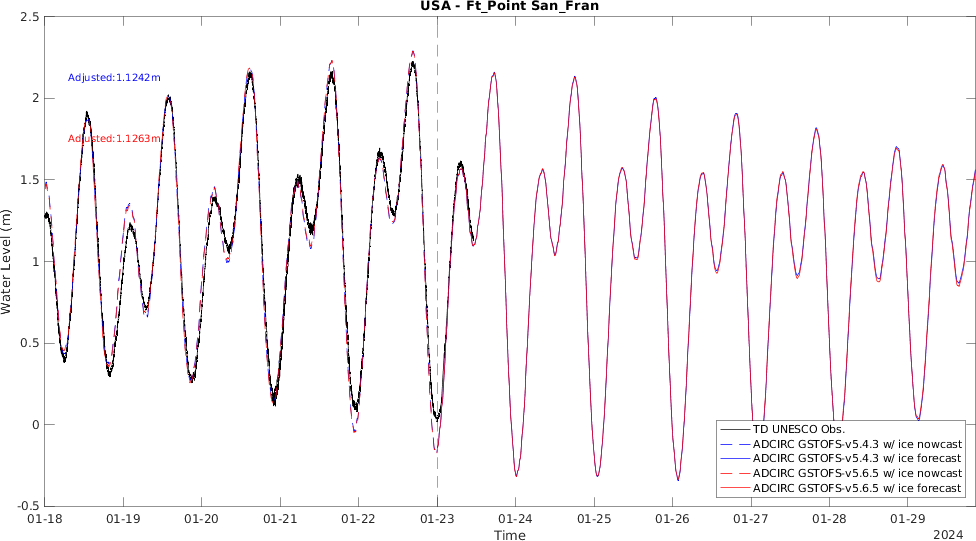 USA - Ft_Point San_Fran
2.5
2
1.5
1
0.5
0
-0.5
Water Level (m)
Adjusted:1.1242m
Adjusted:1.1263m
TD UNESCO Obs.
ADCIRC GSTOFS-v5.4.3 w/ ice nowcast
ADCIRC GSTOFS-v5.4.3 w/ ice forecast
ADCIRC GSTOFS-v5.6.5 w/ ice nowcast
ADCIRC GSTOFS-v5.6.5 w/ ice forecast
01-18 01-19 01-20 01-21 01-22 01-23 01-24 01-25 01-26 01-27 01-28 01-29
Time
2024